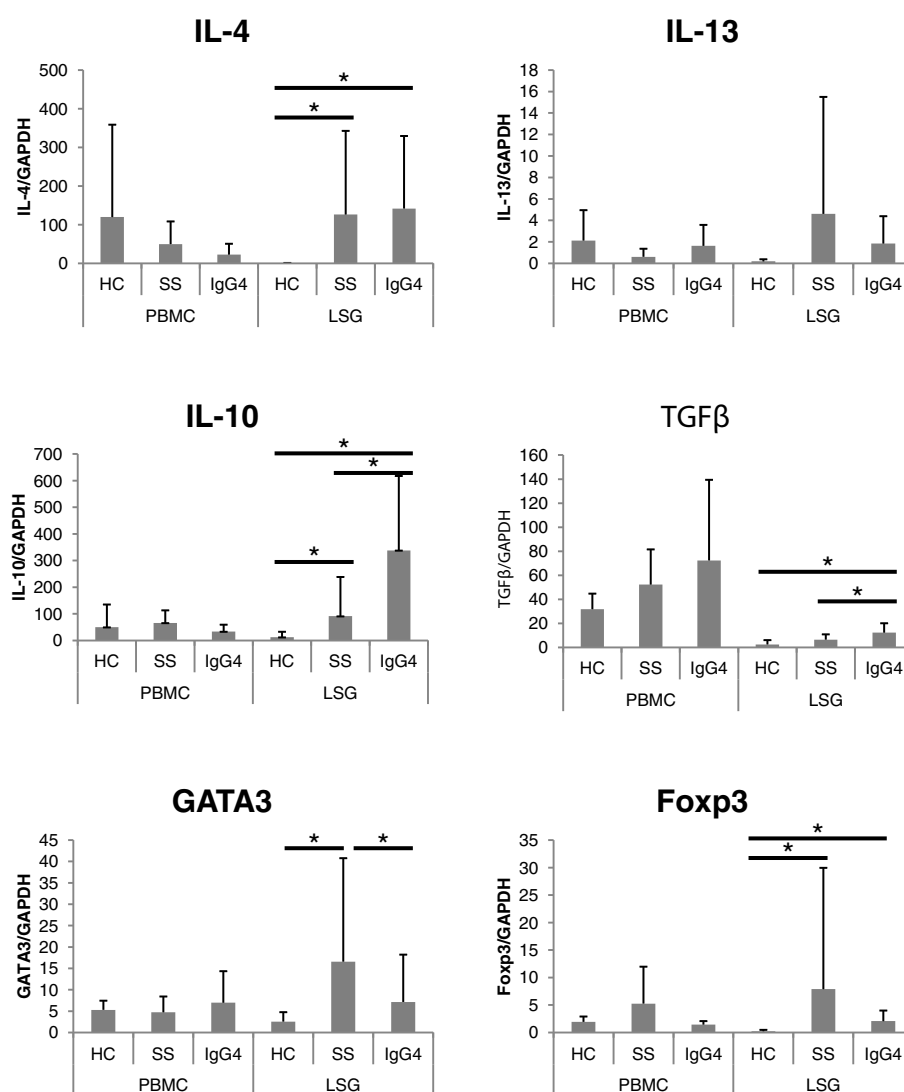 IL-4
IL-4/GAPDH
500
400
300
200
100
0
*
*
HC SS IgG4 HC SS IgG4
PBMC LSG
IL-13
IL-13/GAPDH
18
16
14
12
10
8
6
4
2
0
HC SS IgG4 HC SS IgG4
PBMC LSG
IL-10
IL-10/GAPDH
700
600
500
400
300
200
100
0
*
*
*
HC SS IgG4 HC SS IgG4
PBMC LSG
TGFβ
TGFβ/GAPDH
160
140
120
100
80
60
40
20
0
*
*
HC SS IgG4 HC SS IgG4
PBMC LSG
GATA3
GATA3/GAPDH
45
40
35
30
25
20
15
10
5
0
* *
HC SS IgG4 HC SS IgG4
PBMC LSG
Foxp3
Foxp3/GAPDH
35
30
25
20
15
10
5
0
*
*
HC SS IgG4 HC SS IgG4
PBMC LSG